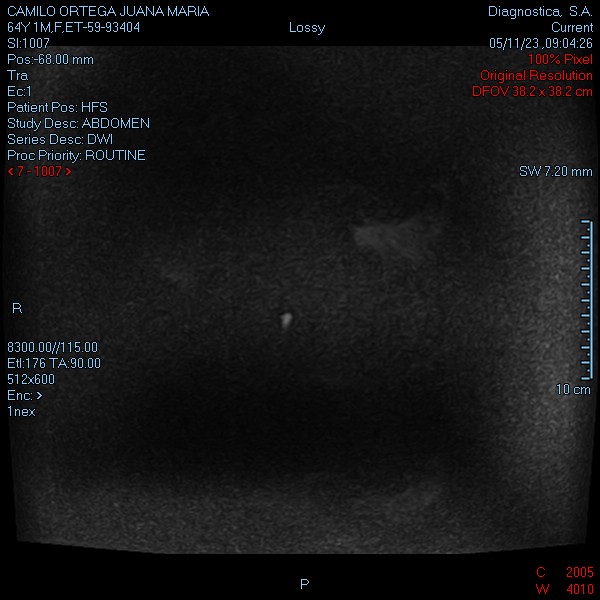 CAMILO ORTEGA JUANA MARIA
64Y 1M,F,ET-59-93404
SI:1007
Pos:-68.00 mm
Tra
Ec:1
Patient Pos: HFS
Study Desc: ABDOMEN
Series Desc: DWI
Proc Priority: ROUTINE
< 7 - 1007 >
Lossy
Diagnostica, S.A.
Current
05/11/23 ,09:04:26
100% Pixel
Original Resolution
DFOV 38.2 x 38.2 cm
SW 7.20 mm
R
10 cm
8300.00//115.00
Etl:176 TA:90.00
512x600
Enc: >
1nex
P
C 2005
W 4010